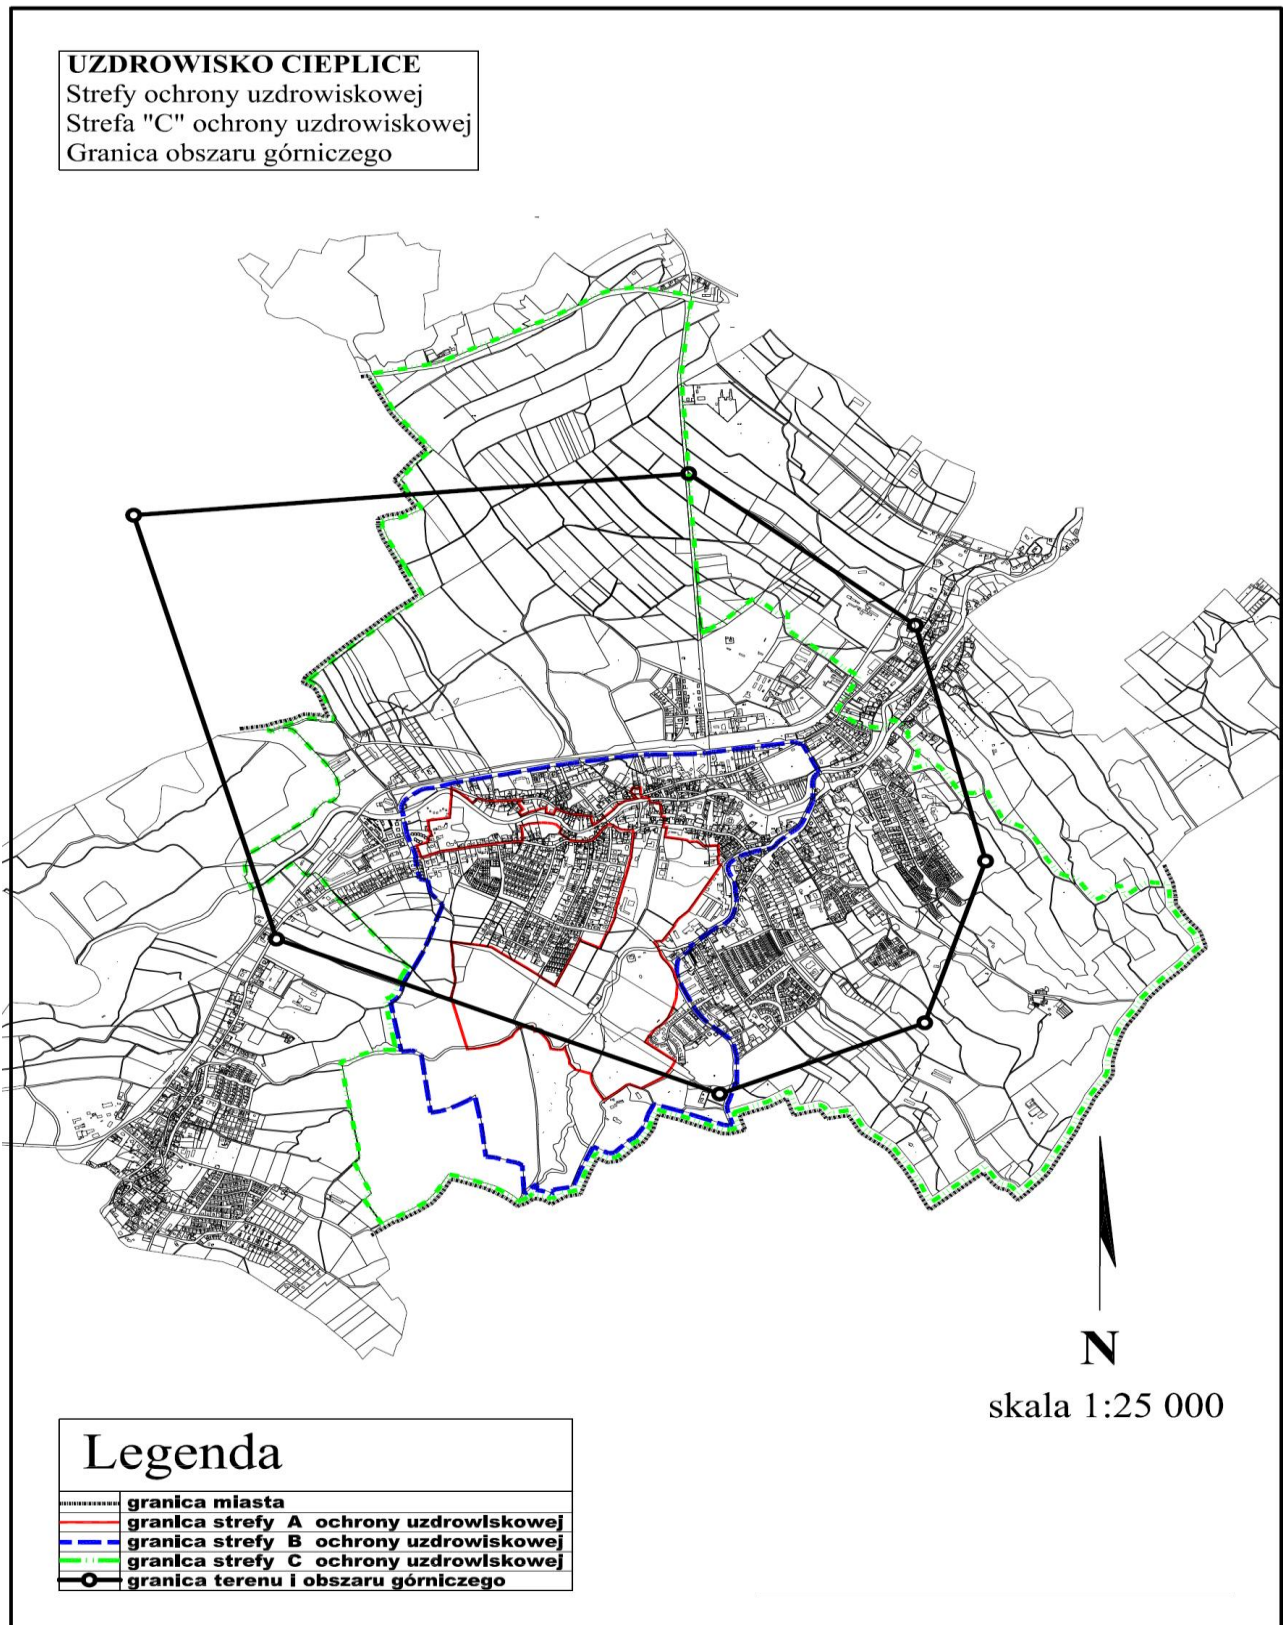 UZDROWISKO CIEPLICE
Strefy ochrony uzdrowiskowej
Strefa "C" ochrony uzdrowiskowej
Granica obszaru górniczego
N
skala 1:25 000
Legenda
granica miasta
granica strefy A ochrony uzdrowiskowej
granica strefy B ochrony uzdrowiskowej
granica strefy C ochrony uzdrowiskowej
granica terenu i obszaru górniczego